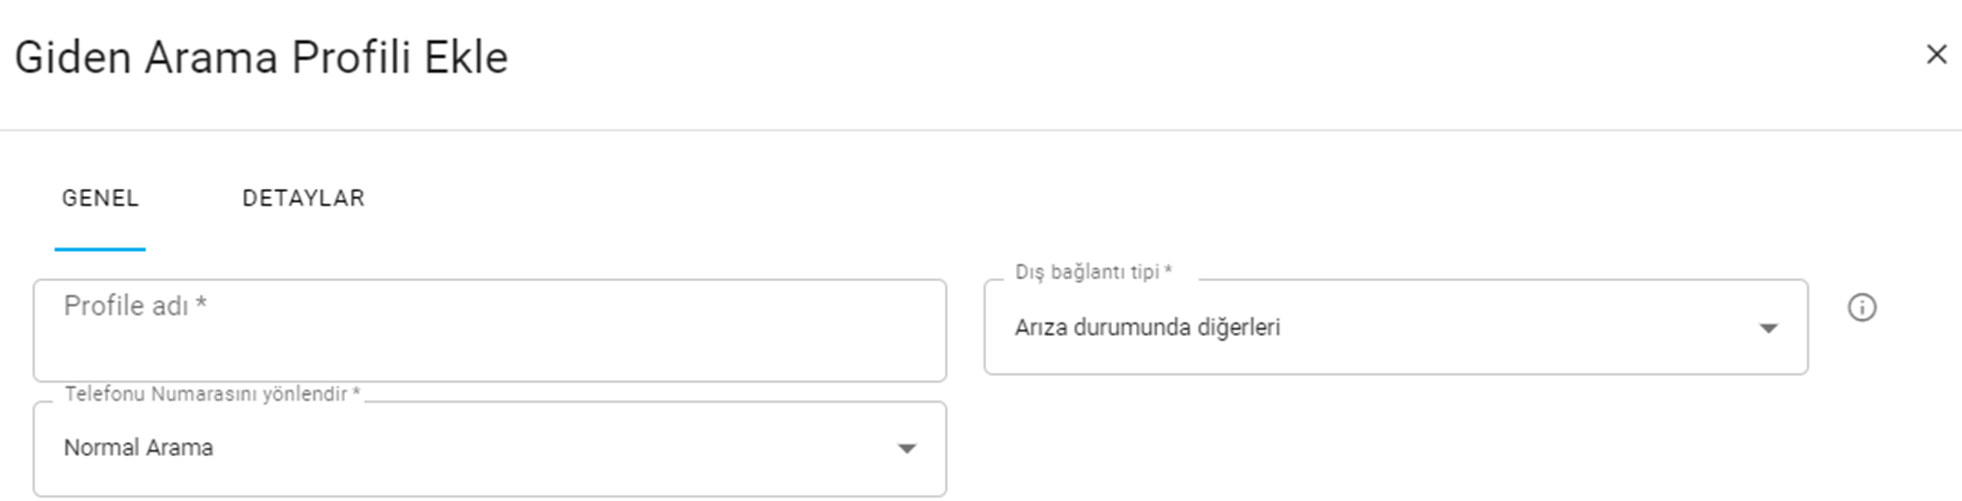 Giden Arama Profili Ekle
GENEL
DETAYLAR
Profile adı *
Dış bağlantı tipi *
Arıza durumunda diğerleri
Telefonu Numarasını yönlendir *
Normal Arama